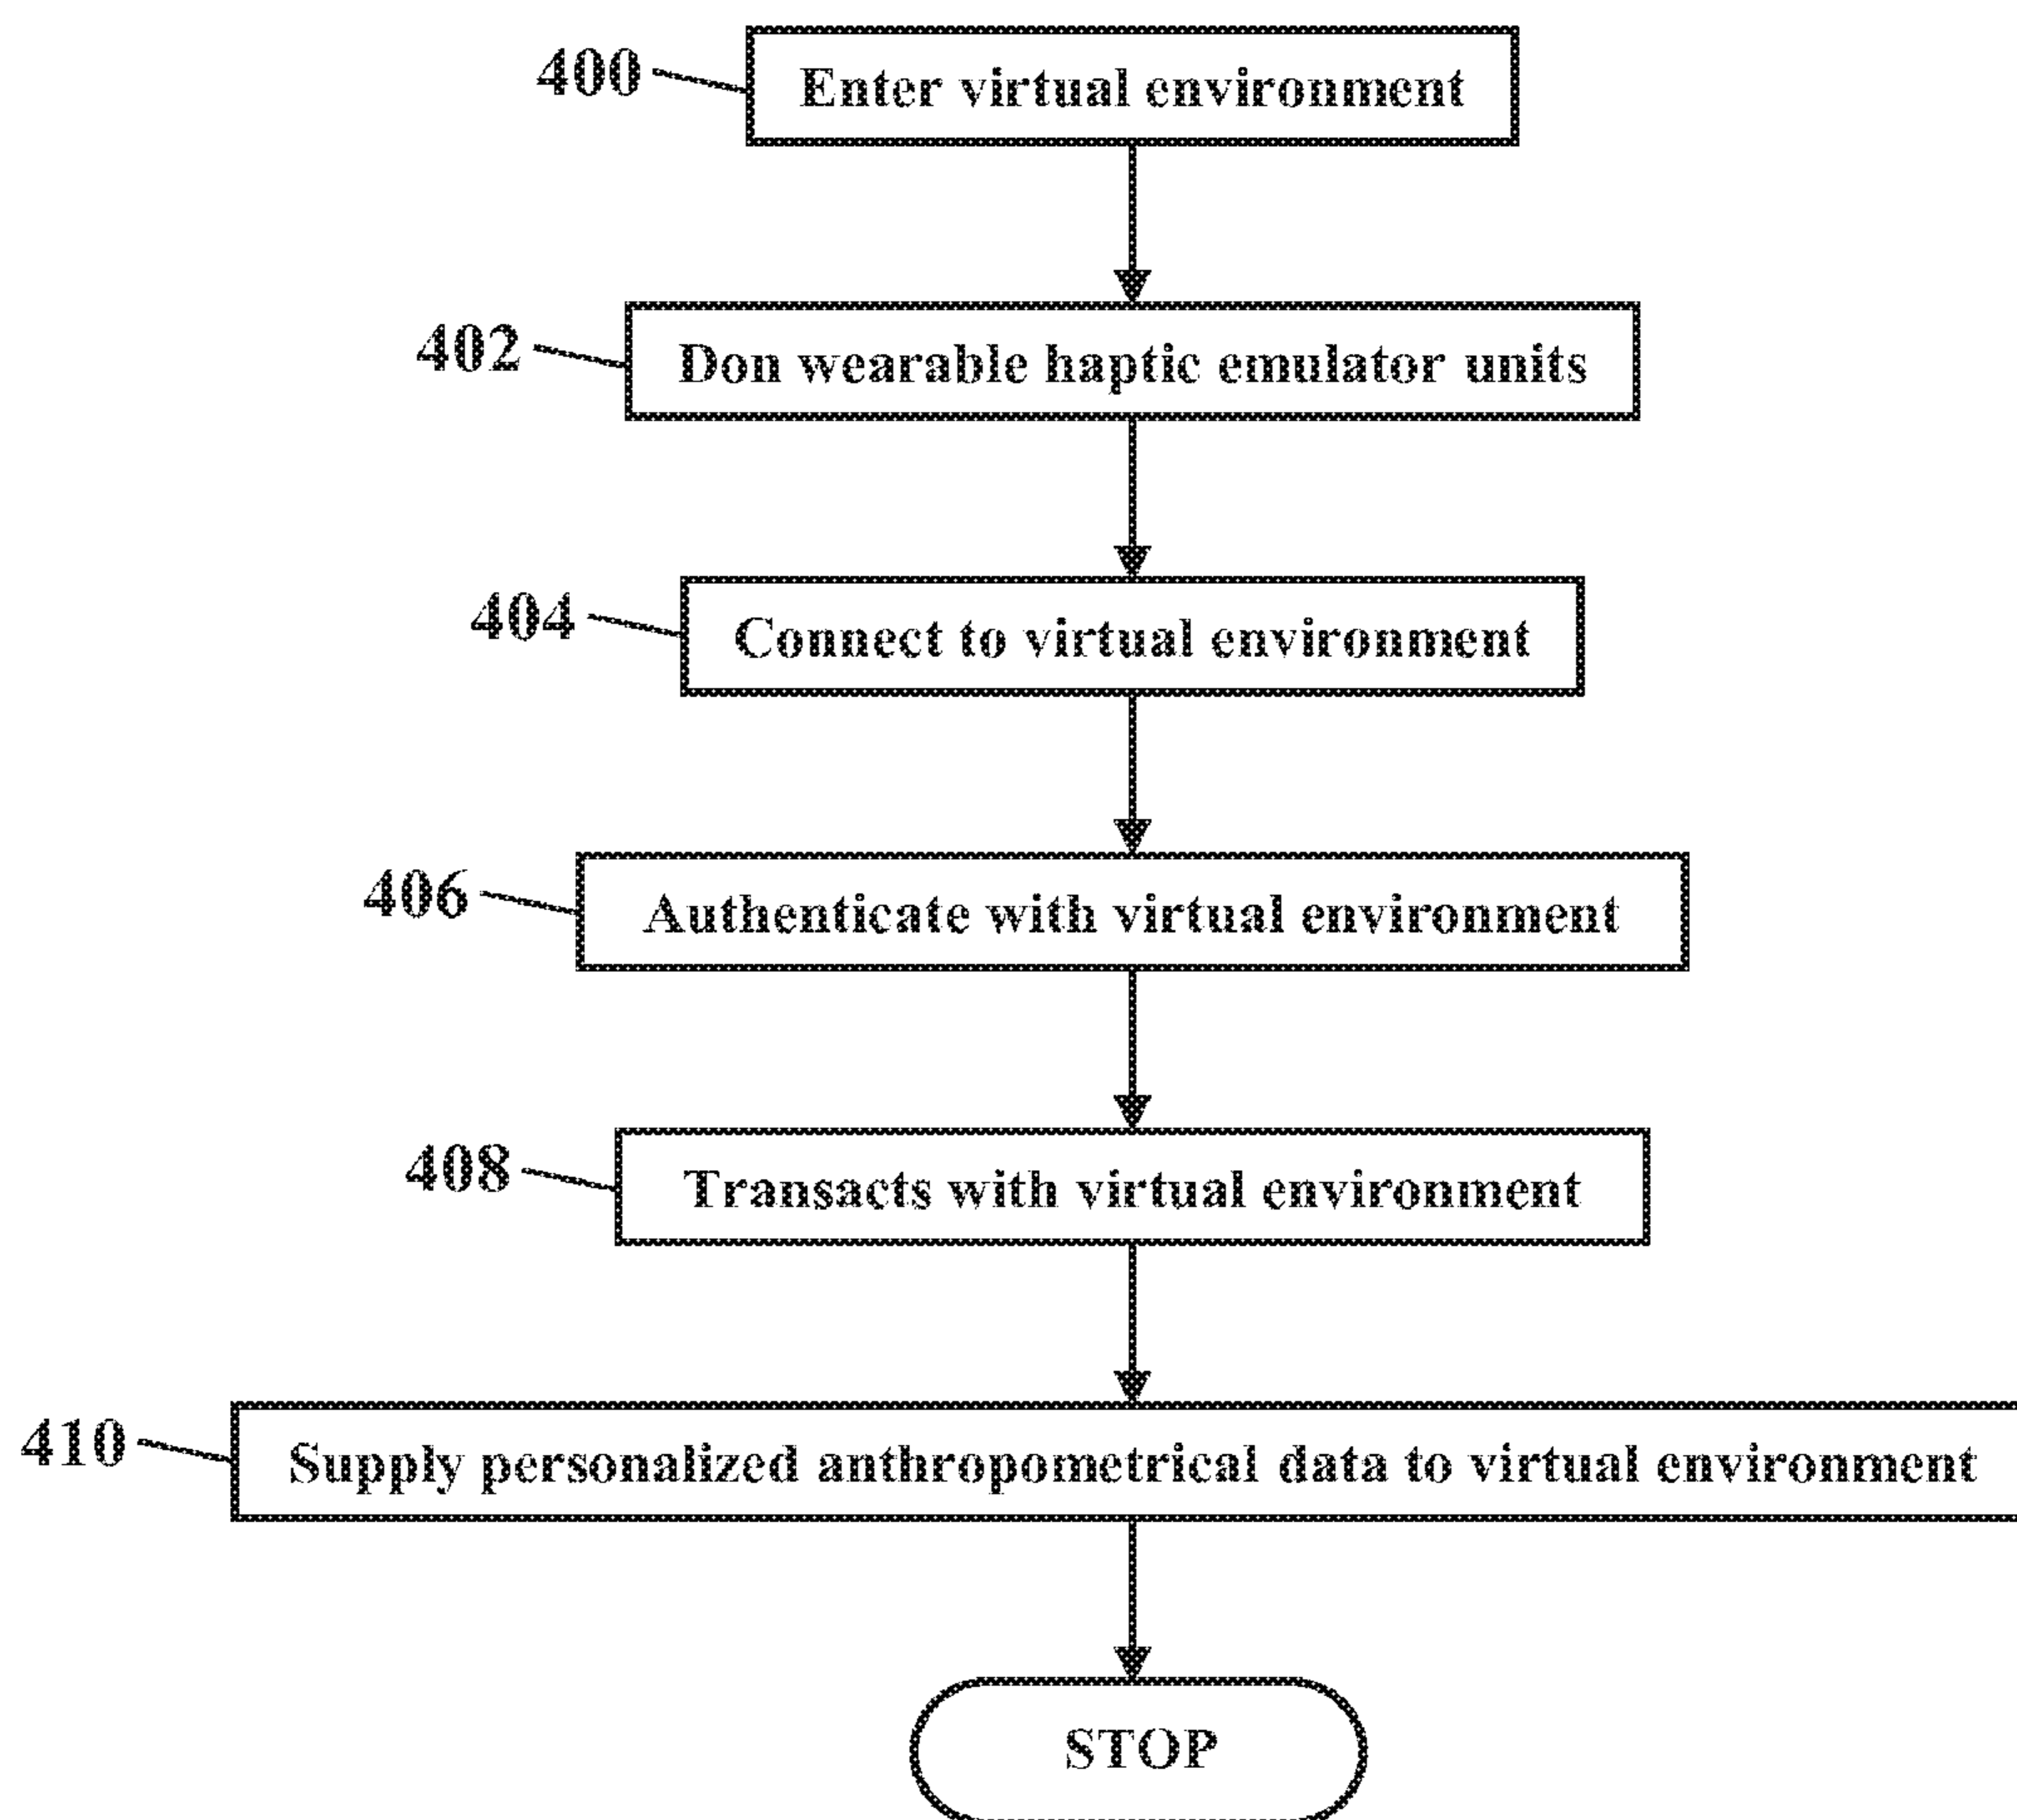 400 Enter virtual environment
402 Don wearable haptic emulator units
404 Connect to virtual environment
406 Authenticate with virtual environment
408 Transacts with virtual environment
410 Supply personalized anthropometrical data to virtual environment
STOP